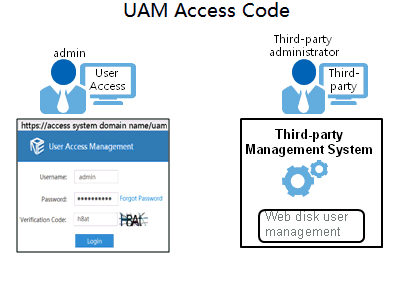 UAM Access Code
admin
Third-party
administrator
User
Access
Third-
party
https://access system domain name/uam
User Access Management
Username:
admin
Password:
••••••••••
Forgot Password
Verification Code:
h8at
H8At
Login
Third-party
Management System
Web disk user
management